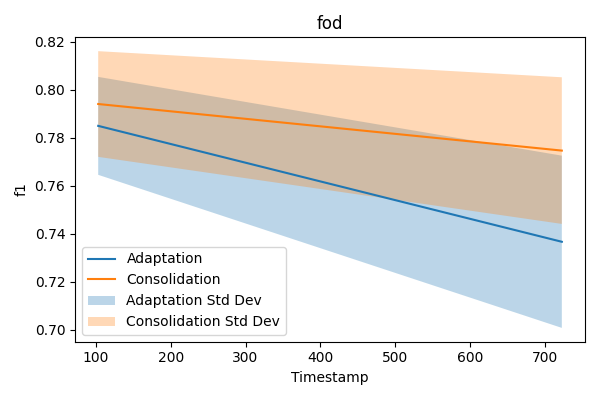 fod
f1
0.82
0.80
0.78
0.76
0.74
0.72
0.70
Adaptation
Consolidation
Adaptation Std Dev
Consolidation Std Dev
100 200 300 400 500 600 700
Timestamp